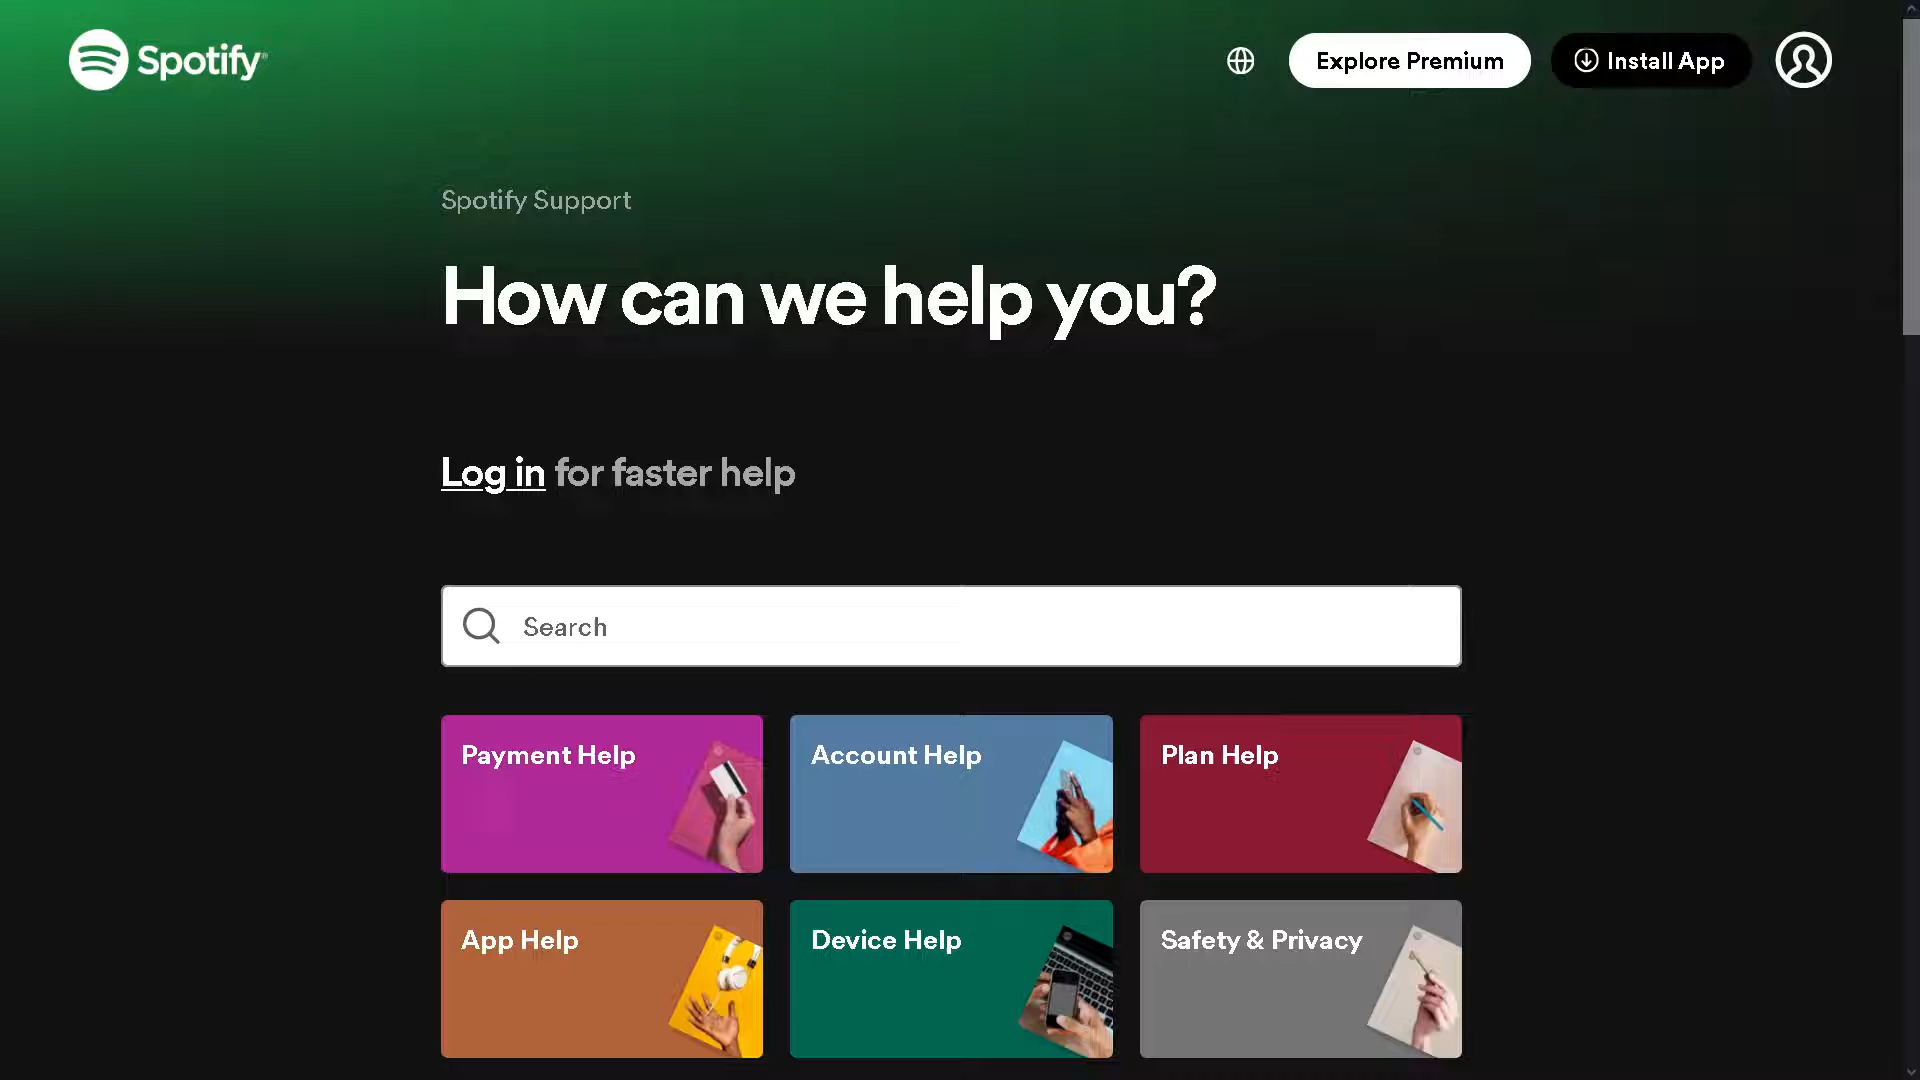 Spotify
Explore Premium
Install App
Spotify Support
How can we help you?
Log in for faster help
Search
Payment Help
Account Help
Plan Help
App Help
Device Help
Safety & Privacy